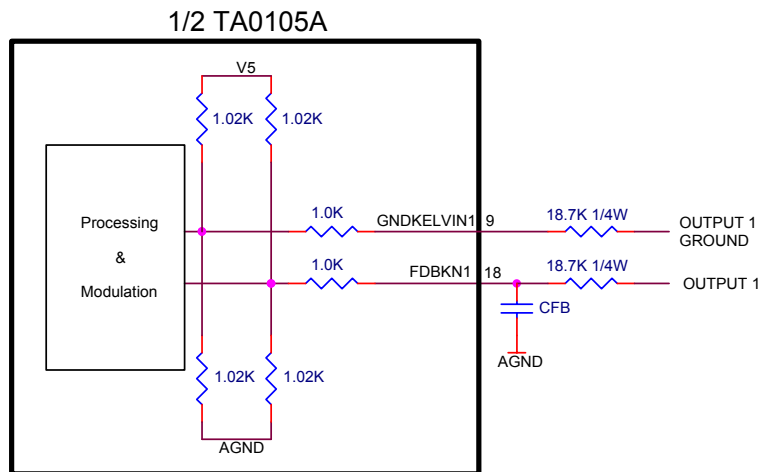 1/2 TA0105A
V5
1.02K
1.02K
Processing
&
Modulation
1.0K
GNDKELVIN1
9
18.7K 1/4W
OUTPUT 1
GROUND
1.0K
FDBKN1
18
18.7K 1/4W
OUTPUT 1
CFB
AGND
1.02K
1.02K
AGND